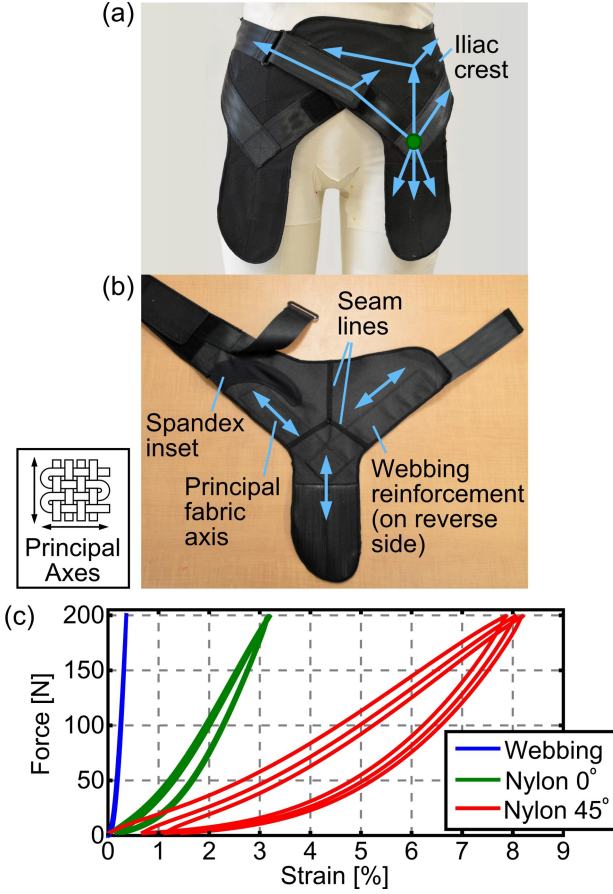 (a)
Iliac
crest
(b)
Seam
lines
Spandex
inset
Principal
fabric
axis
Webbing
reinforcement
(on reverse
side)
Principal
Axes
(c)
200
150
100
50
0
Force [N]
0 1 2 3 4 5 6 7 8 9
Strain [%]
Webbing
Nylon 0°
Nylon 45°